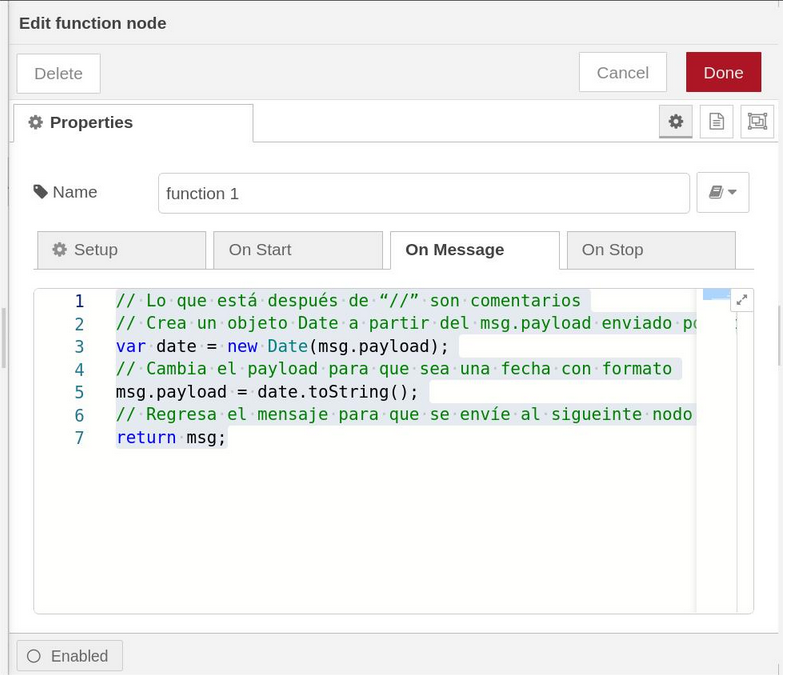 Edit function node
Delete
Cancel
Done
Properties
Name
function 1
Setup
On Start
On Message
On Stop
1 // Lo que está después de “//” son comentarios
2 // Crea un objeto Date a partir del msg.payload enviado
3 var date = new Date(msg.payload);
4 // Cambia el payload para que sea una fecha con formato
5 msg.payload = date.toString();
6 // Regresa el mensaje para que se envíe al sigueinte nodo
7 return msg;
Enabled